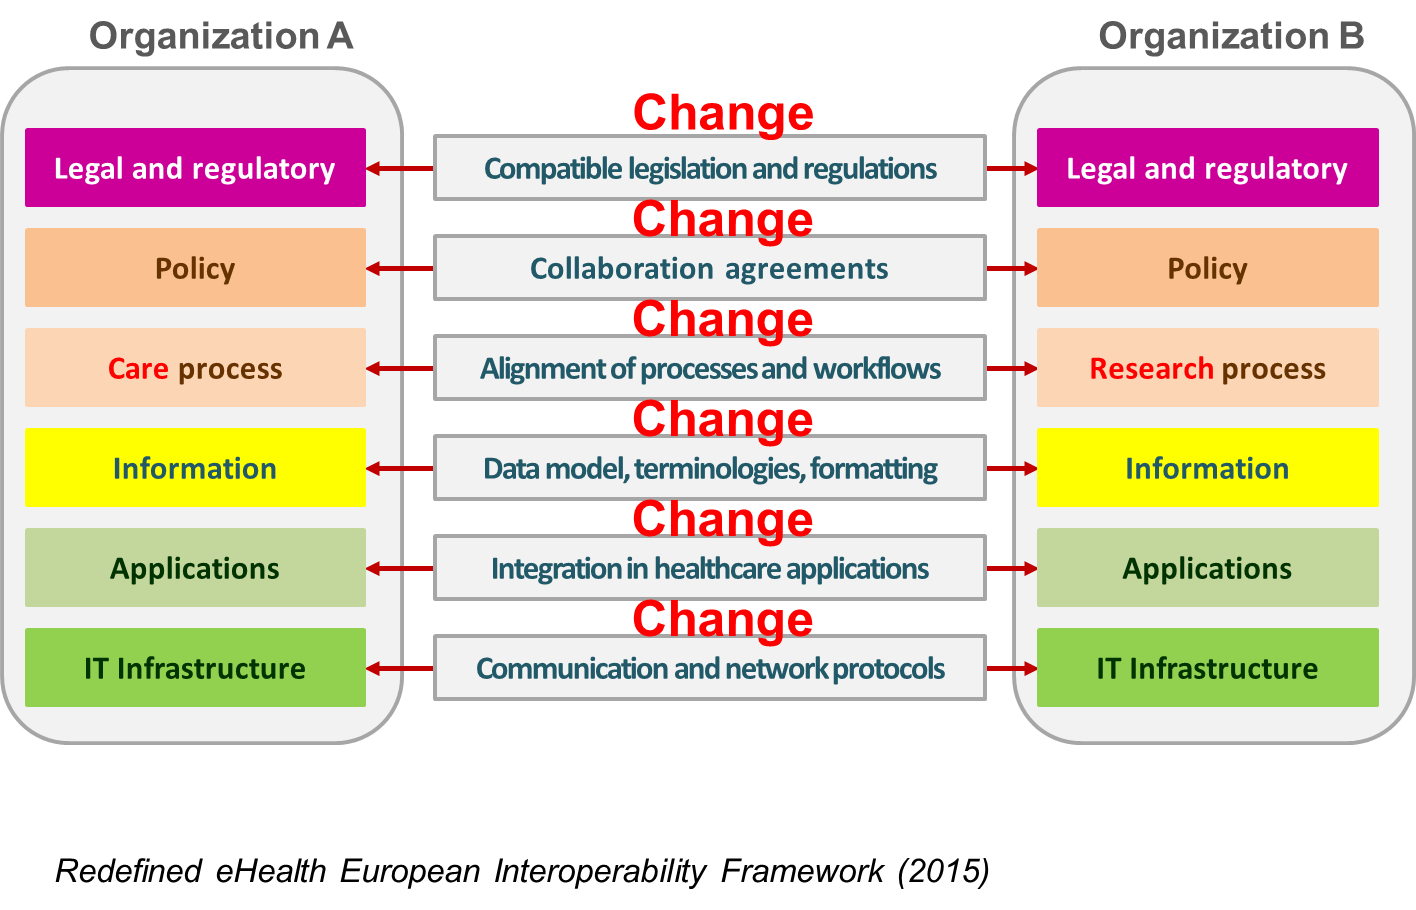 Organization A
Organization B
Change
Legal and regulatory
Compatible legislation and regulations
Legal and regulatory
Change
Policy
Collaboration agreements
Policy
Change
Care process
Alignment of processes and workflows
Research process
Change
Information
Data model, terminologies, formatting
Information
Change
Applications
Integration in healthcare applications
Applications
Change
IT Infrastructure
Communication and network protocols
IT Infrastructure
Redefined eHealth European Interoperability Framework (2015)